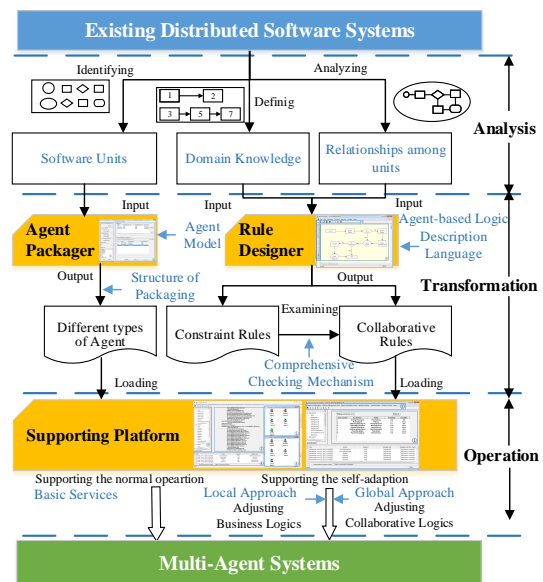 Existing Distributed Software Systems
Identifying
Analyzing
Definig
1
2
3
5
7
Analysis
Software Units
Domain Knowledge
Relationships among
units
Input
Input
Input
Agent
Packager
Agent
Model
Rule
Designer
Agent-based Logic
Description
Language
Transformation
Output
Structure of
Packaging
Output
Examining
Different types
of Agent
Constraint Rules
Collaborative
Rules
Comprehensive
Checking Mechanism
Loading
Loading
Supporting Platform
Operation
Supporting the normal opeartion
Basic Services
Supporting the self-adaption
Local Approach
Global Approach
Adjusting
Business Logics
Adjusting
Collaborative Logics
Multi-Agent Systems